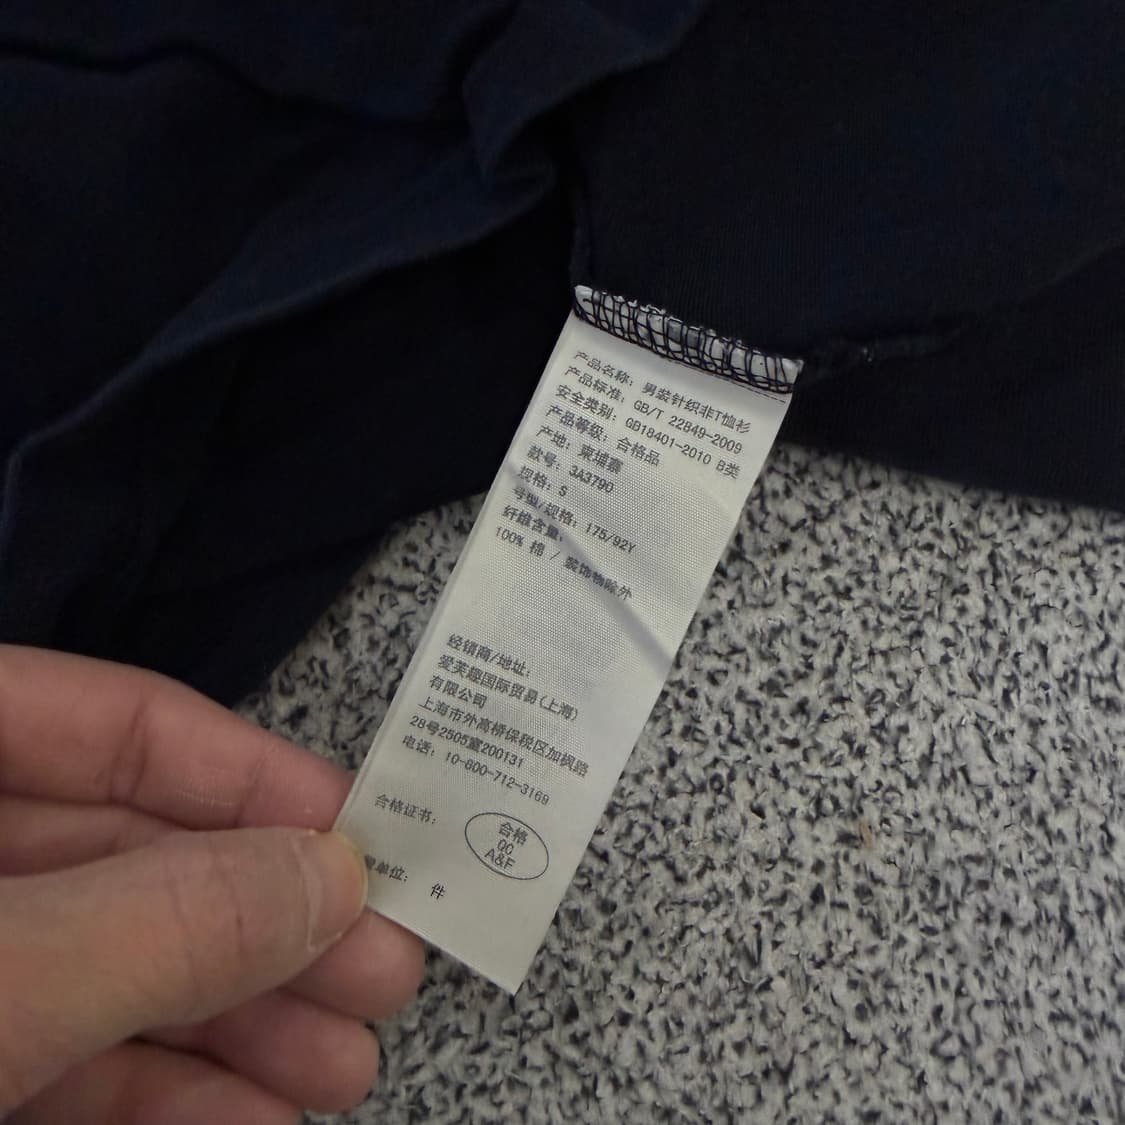 产品名称: 男装针织非T恤衫
产品标准: GB/T 22849-2009
安全类别: GB18401-2010 B类
产品等级: 合格品
产地: 柬埔寨
款号: 3A3790
规格: S
号型/规格: 175/92Y
纤维含量:
100% 棉 / 装饰物除外
经销商/地址:
爱芙趣国际贸易(上海)
有限公司
上海市外高桥保税区加枫路
28号2505室200131
电话: 10-800-712-3169
合格证书:
合格
QC
A&F
量单位: 件